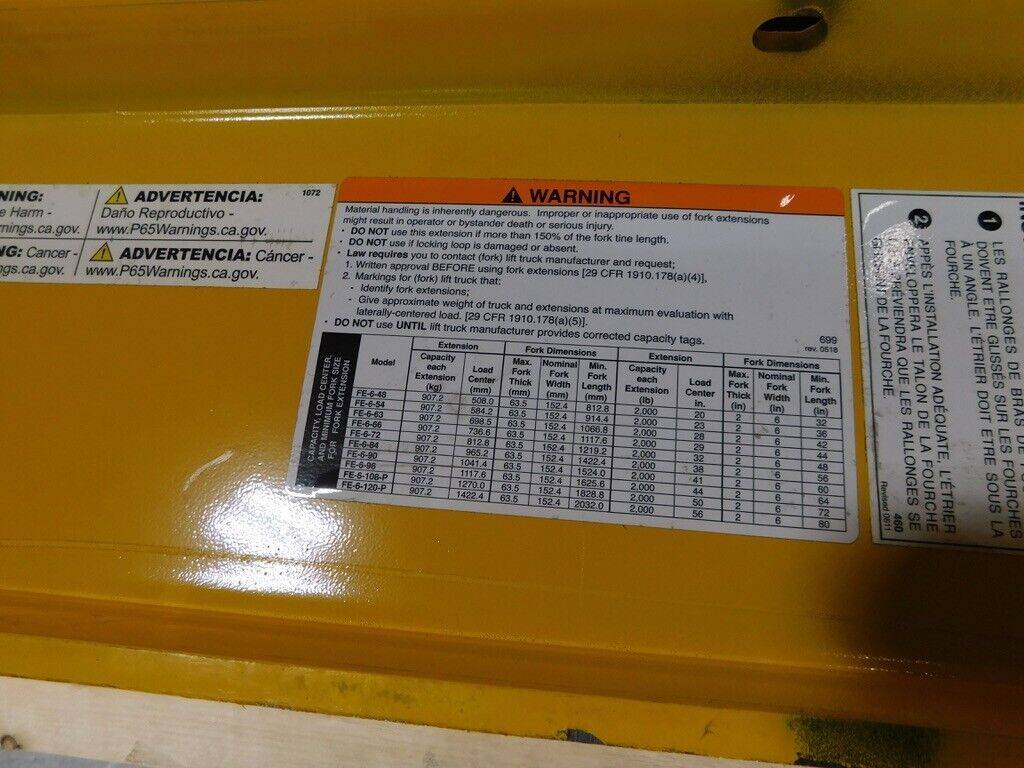 NING:
e Harm -
nings.ca.gov.
ADVERTENCIA:
1072
Daño Reproductivo -
www.P65Warnings.ca.gov.
NG: Cancer -
nings.ca.gov.
ADVERTENCIA: Cáncer -
www.P65Warnings.ca.gov.
WARNING
Material handling is inherently dangerous. Improper or inappropriate use of fork extensions
might result in operator or bystander death or serious injury.
• DO NOT use this extension if more than 150% of the fork tine length.
• DO NOT use if locking loop is damaged or absent.
• Law requires you to contact (fork) lift truck manufacturer and request;
1. Written approval BEFORE using fork extensions [29 CFR 1910.178(a)(4)],
2. Markings for (fork) lift truck that:
- Identify fork extensions;
- Give approximate weight of truck and extensions at maximum evaluation with
laterally-centered load. [29 CFR 1910.178(a)(5)].
• DO NOT use UNTIL lift truck manufacturer provides corrected capacity tags.
699
rev. 0518
CAPACITY, LOAD CENTER,
AND MINIMUM FORK SIZE
FOR FORK EXTENSION
Extension Fork Dimensions Extension Fork Dimensions
Model Capacity each Extension (kg) Load Center (mm) Max. Fork Thick (mm) Nominal Fork Width (mm) Min. Fork Length (mm) Capacity each Extension (lb) Load Center in. Max. Fork Thick (in) Nominal Fork Width (in) Min. Fork Length (in)
FE-6-48 907.2 508.0 63.5 152.4 812.8 2,000 20 2 6 32
FE-6-54 907.2 584.2 63.5 152.4 914.4 2,000 23 2 6 36
FE-6-63 907.2 698.5 63.5 152.4 1066.8 2,000 28 2 6 42
FE-6-66 907.2 736.6 63.5 152.4 1117.6 2,000 29 2 6 44
FE-6-72 907.2 812.8 63.5 152.4 1219.2 2,000 32 2 6 48
FE-6-84 907.2 965.2 63.5 152.4 1422.4 2,000 38 2 6 56
FE-6-90 907.2 1041.4 63.5 152.4 1524.0 2,000 41 2 6 60
FE-6-96 907.2 1117.6 63.5 152.4 1625.6 2,000 44 2 6 64
FE-6-108-P 907.2 1270.0 63.5 152.4 1828.8 2,000 50 2 6 72
FE-6-120-P 907.2 1422.4 63.5 152.4 2032.0 2,000 56 2 6 80
1 LES RALLONGES DE BRAS DE
DOIVENT ETRE GLISSÉS SUR LES FOURCHES
À UN ANGLE. L'ÉTRIER DOIT ETRE SOUS LA
FOURCHE.
2 APPÈS L'INSTALLATION ADÉQUATE, L'ÉTRIER
ENVELOPPERA LE TALON DE LA FOURCHE
PRÉVIENDRA QUE LES RALLONGES SE
DE LA FOURCHE.
460
Revised 0611